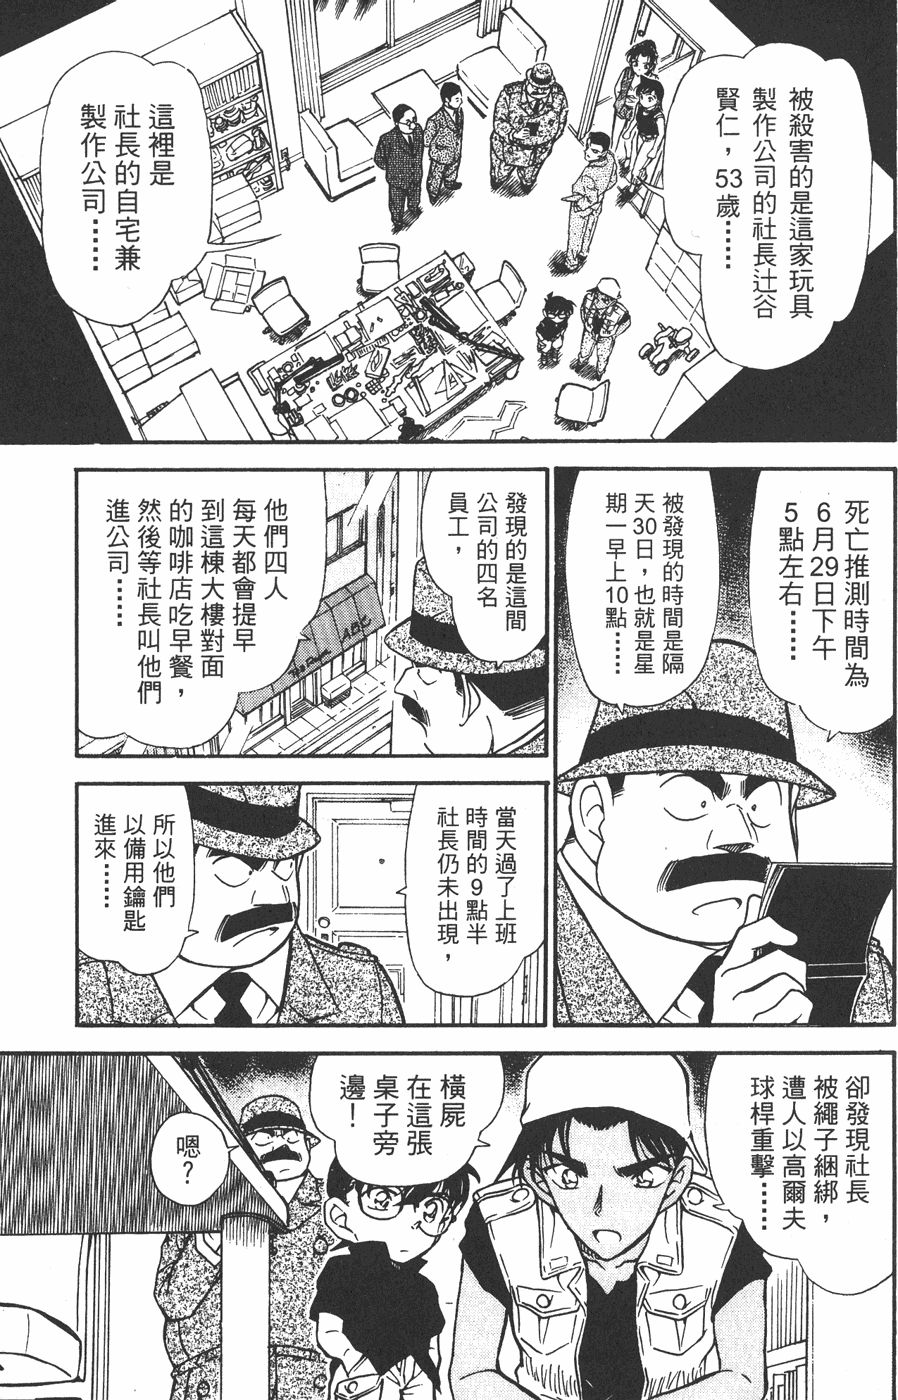 被殺害的是這家玩具
製作公司的社長辻谷
賢仁，53歲……
這裡是
社長的自宅兼
製作公司……
死亡推測時間為
6月29日下午
5點左右……
被發現的時間是隔
天30日，也就是星
期一早上10點……
發現的是這間
公司的四名
員工，
他們四人
每天都會提早
到這棟大樓對面
的咖啡店吃早餐，
然後等社長叫他們
進公司……
當天過了上班
時間的9點半
社長仍未出現，
所以他們
以備用鑰匙
進來……
卻發現社長
被繩子綑綁，
遭人以高爾夫
球桿重擊……
橫屍
在這張
桌子旁
邊！
嗯？